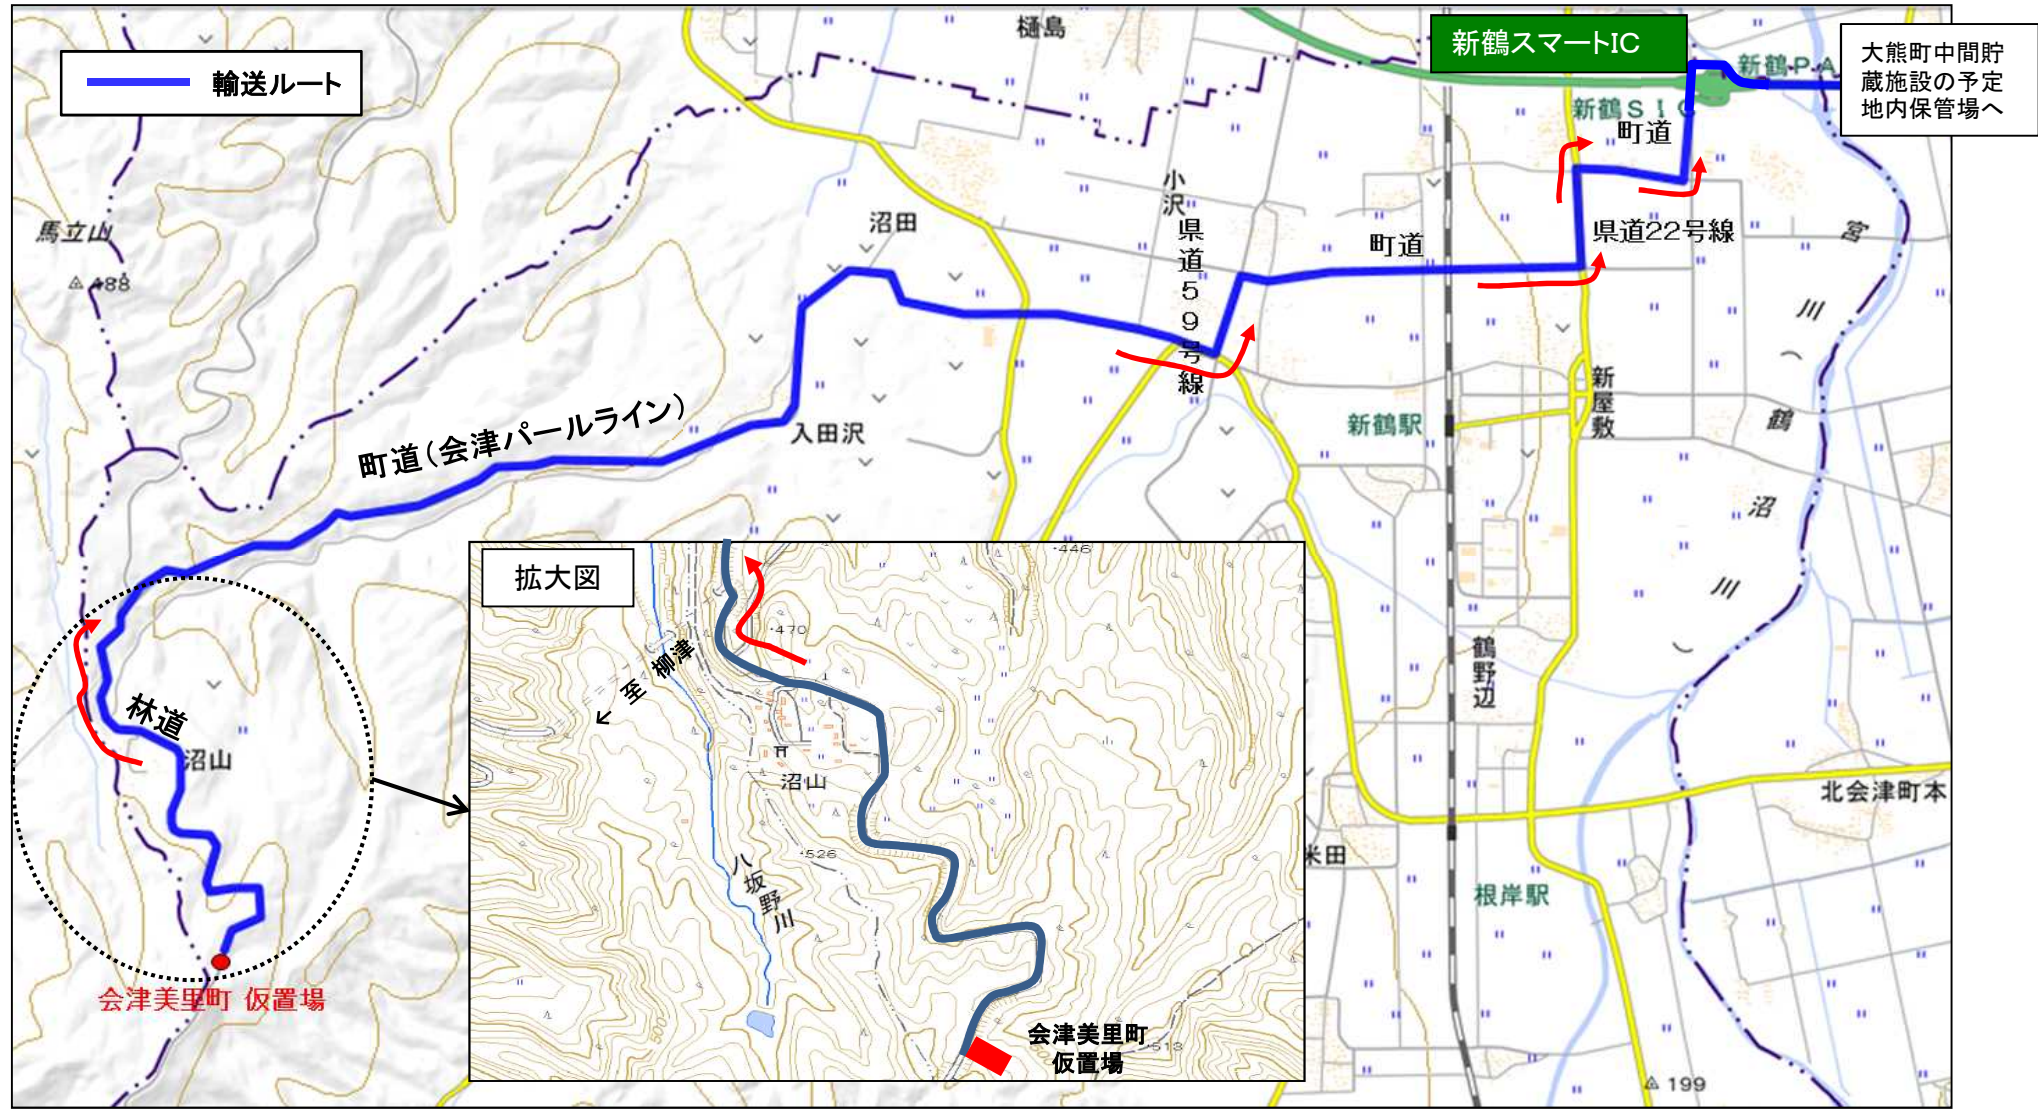 輸送ルート
樋島
新鶴スマートIC
新鶴PA
大熊町中間貯
蔵施設の予定
地内保管場へ
新鶴SIC
町道
馬立山
488
沼田
小沢
県道59号線
町道
県道22号線
宮川(鶴沼川)
町道(会津パールライン)
入田沢
新鶴駅
新屋敷
拡大図
446
470
至 柳津
林道
沼山
沼山
鶴野辺
北会津町本
526
八坂野川
米田
根岸駅
会津美里町 仮置場
500
会津美里町
仮置場
500
513
199